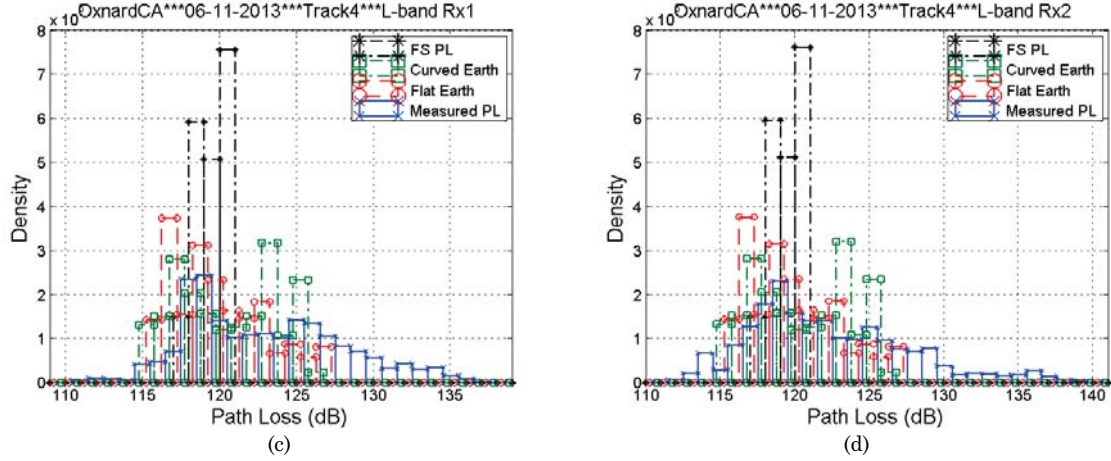 OxnardCA***06-11-2013***Track4***L-band Rx1
8 x 10
7
6
5
4
3
2
1
0
Density
FS PL
Curved Earth
Flat Earth
Measured PL
110 115 120 125 130 135
Path Loss (dB)
(c)
OxnardCA***06-11-2013***Track4***L-band Rx2
8 x 10
7
6
5
4
3
2
1
0
Density
FS PL
Curved Earth
Flat Earth
Measured PL
110 115 120 125 130 135 140
Path Loss (dB)
(d)